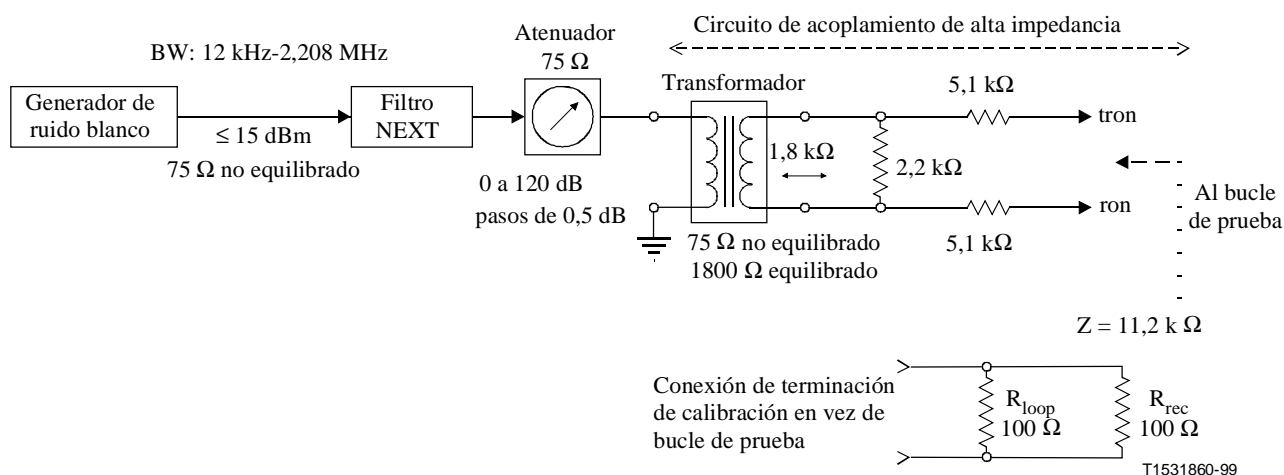 Circuito de acoplamiento de alta impedancia
BW: 12 kHz-2,208 MHz
Atenuador
75 Ω
Transformador
Generador de
ruido blanco
≤ 15 dBm
75 Ω no equilibrado
Filtro
NEXT
0 a 120 dB
pasos de 0,5 dB
1,8 kΩ
2,2 kΩ
5,1 kΩ
tron
ron
5,1 kΩ
Al bucle
de prueba
75 Ω no equilibrado
1800 Ω equilibrado
Z = 11,2 k Ω
Conexión de terminación
de calibración en vez de
bucle de prueba
R_loop
100 Ω
R_rec
100 Ω
T1531860-99